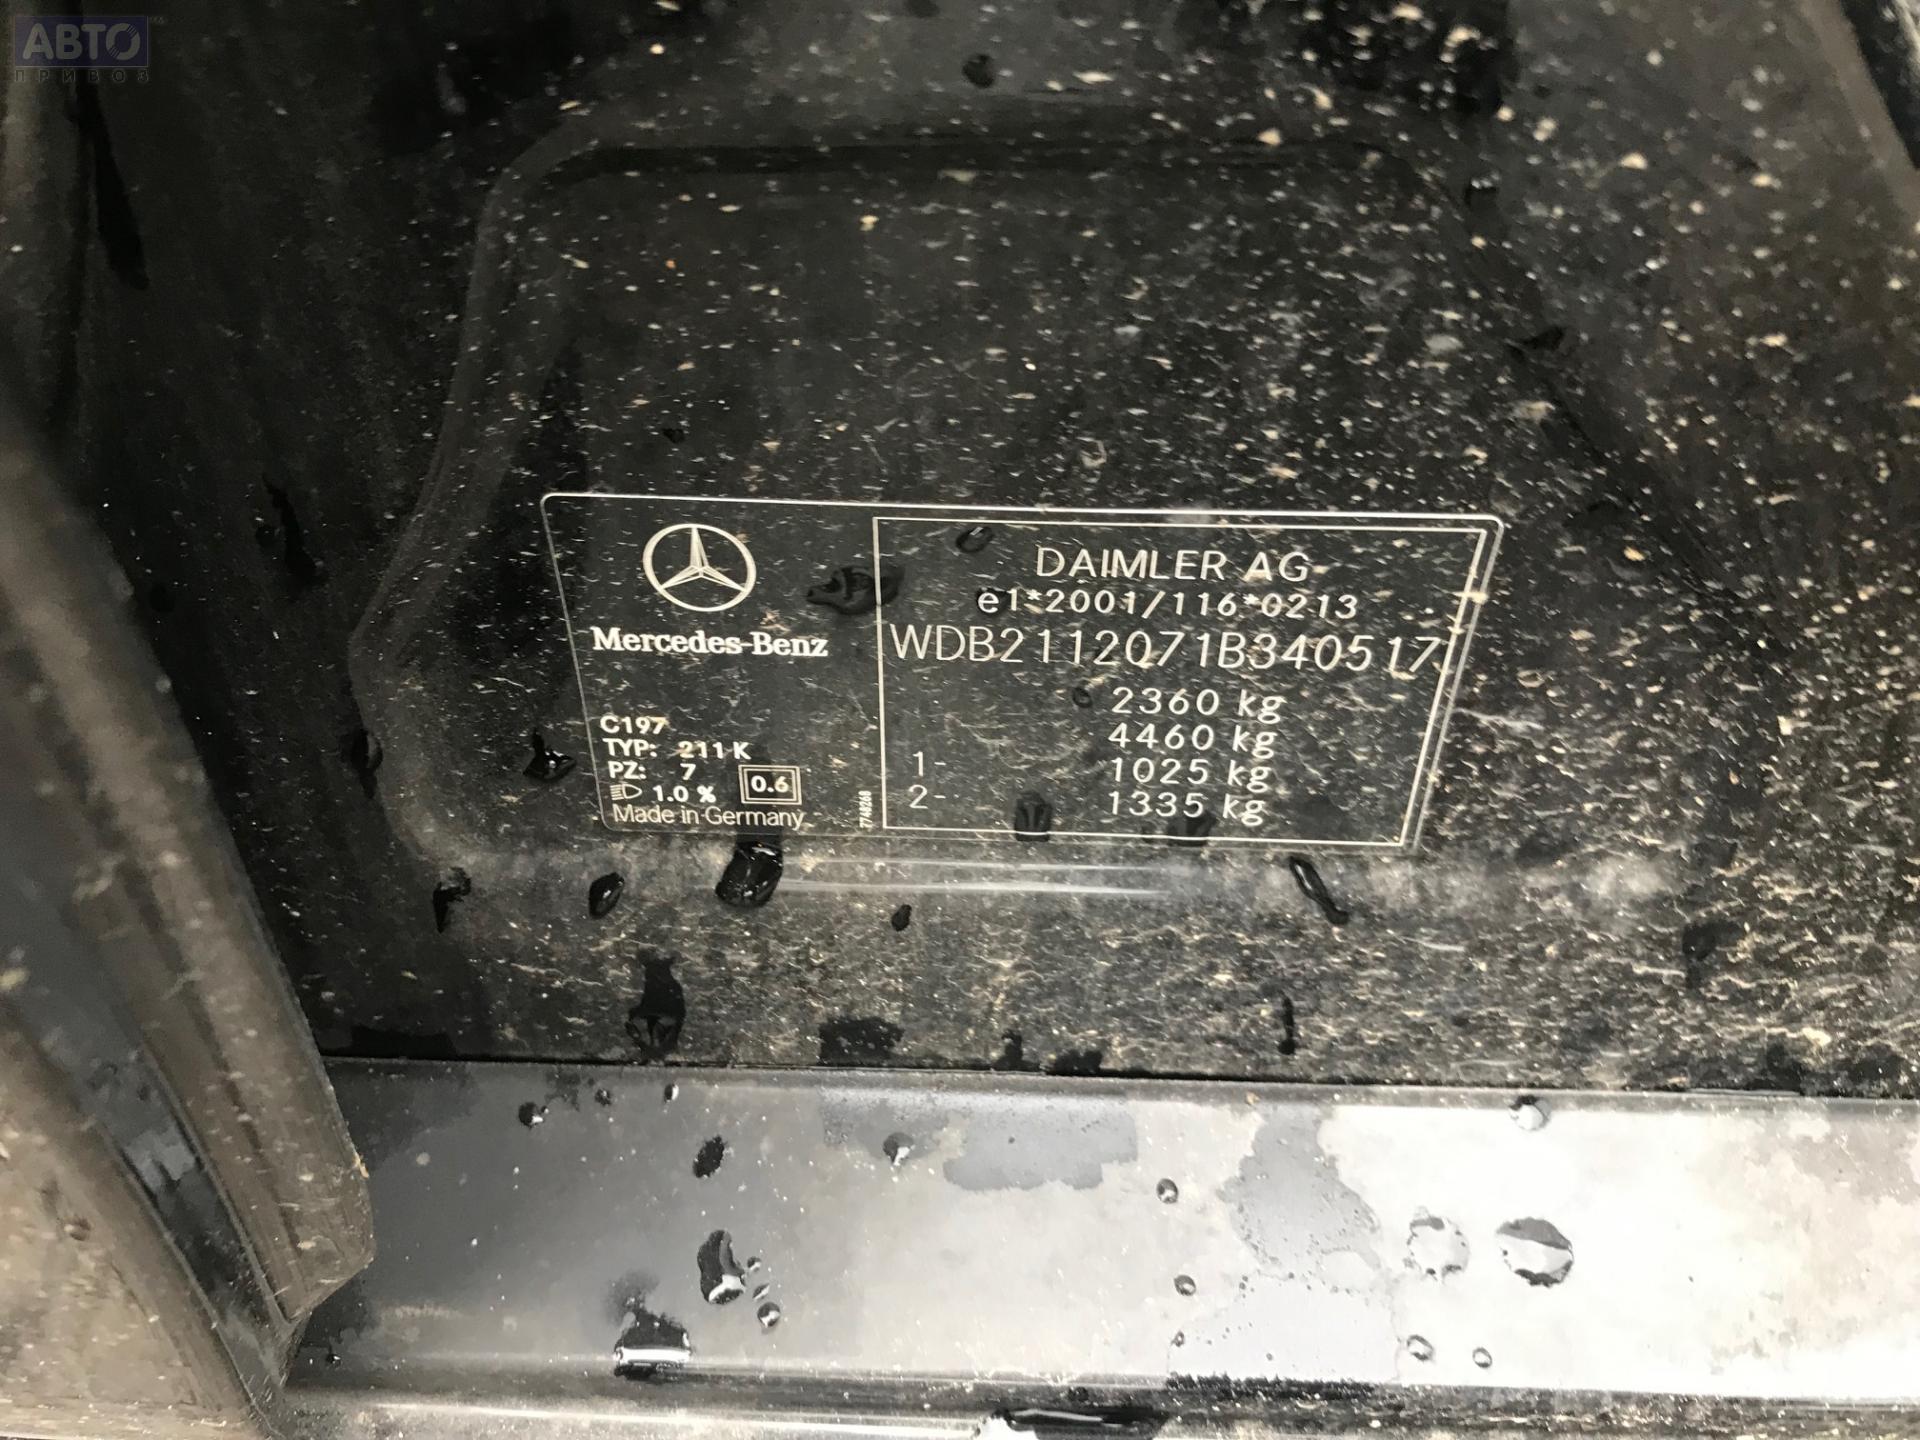 АВТО
ПРИВОЗ
Mercedes-Benz
C197
TYP: 211 K
PZ: 7
1.0 %
0.6
Made in Germany
7748268
DAIMLER AG
e1*2001/116*0213
WDB2112071B340517
2360 kg
4460 kg
1- 1025 kg
2- 1335 kg